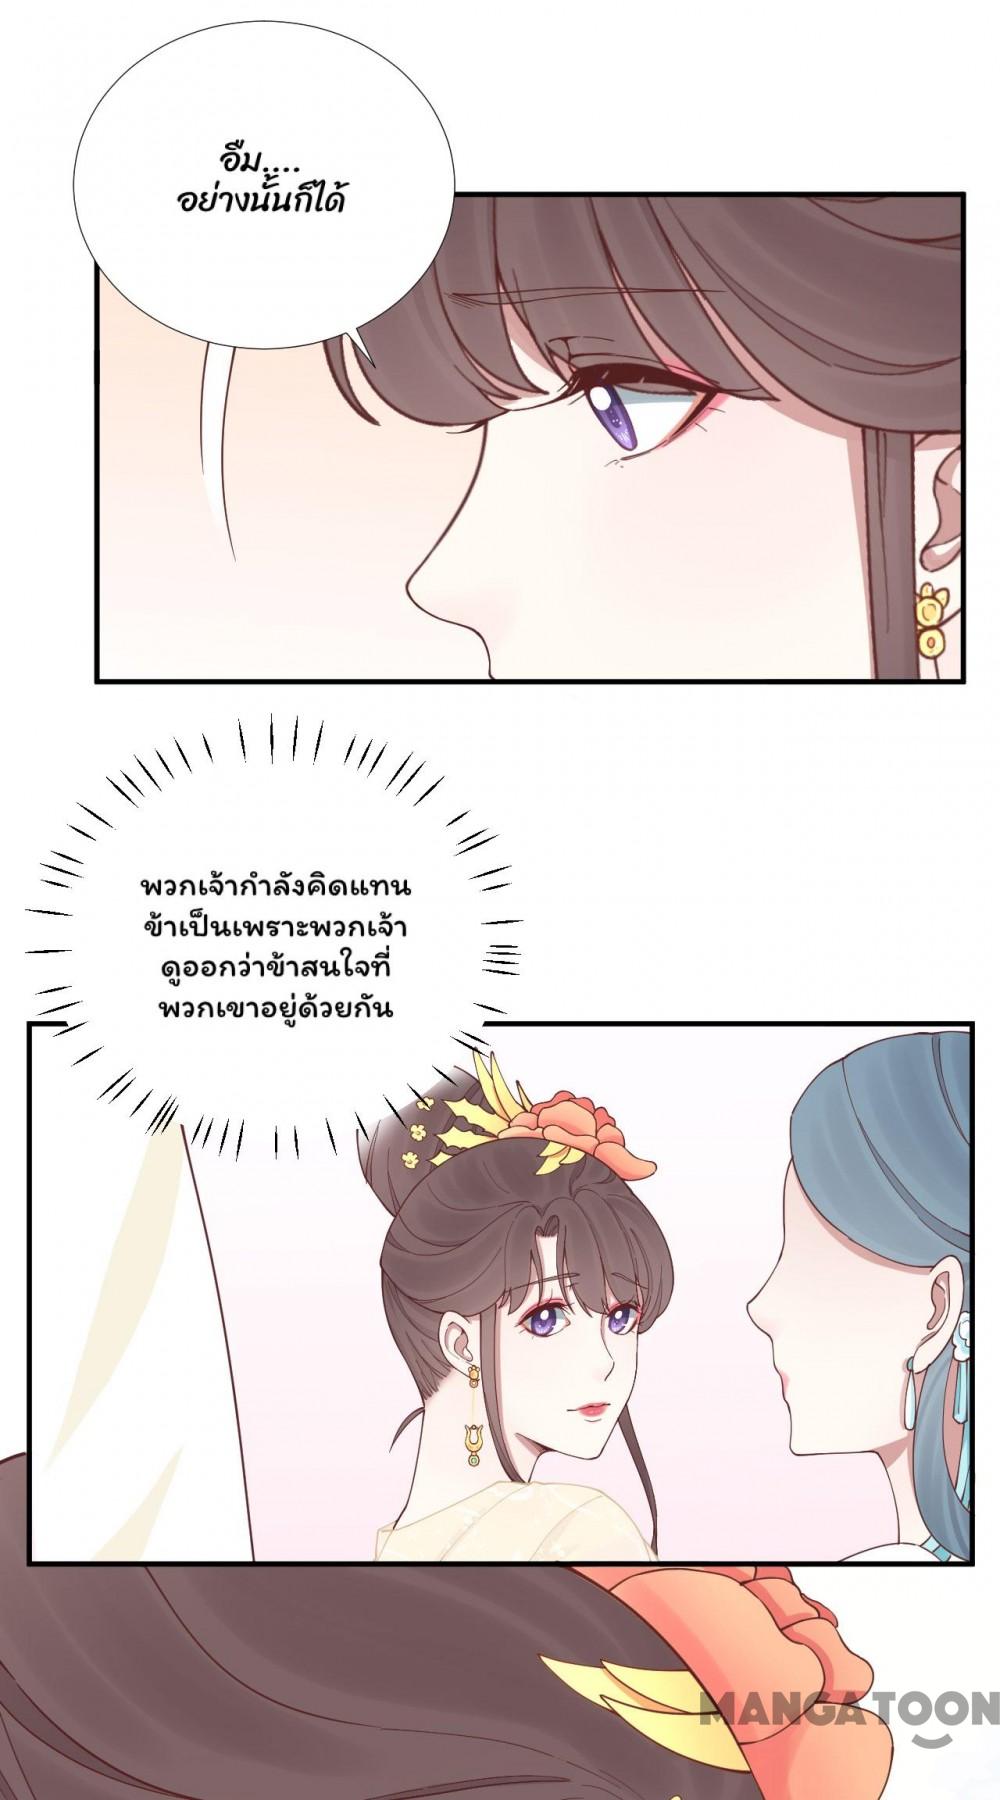 อืม....
อย่างนั้นก็ได้
พวกเจ้ากำลังคิดแทน
ข้าเป็นเพราะพวกเจ้า
ดูออกว่าข้าสนใจที่
พวกเขาอยู่ด้วยกัน
MANGATOON